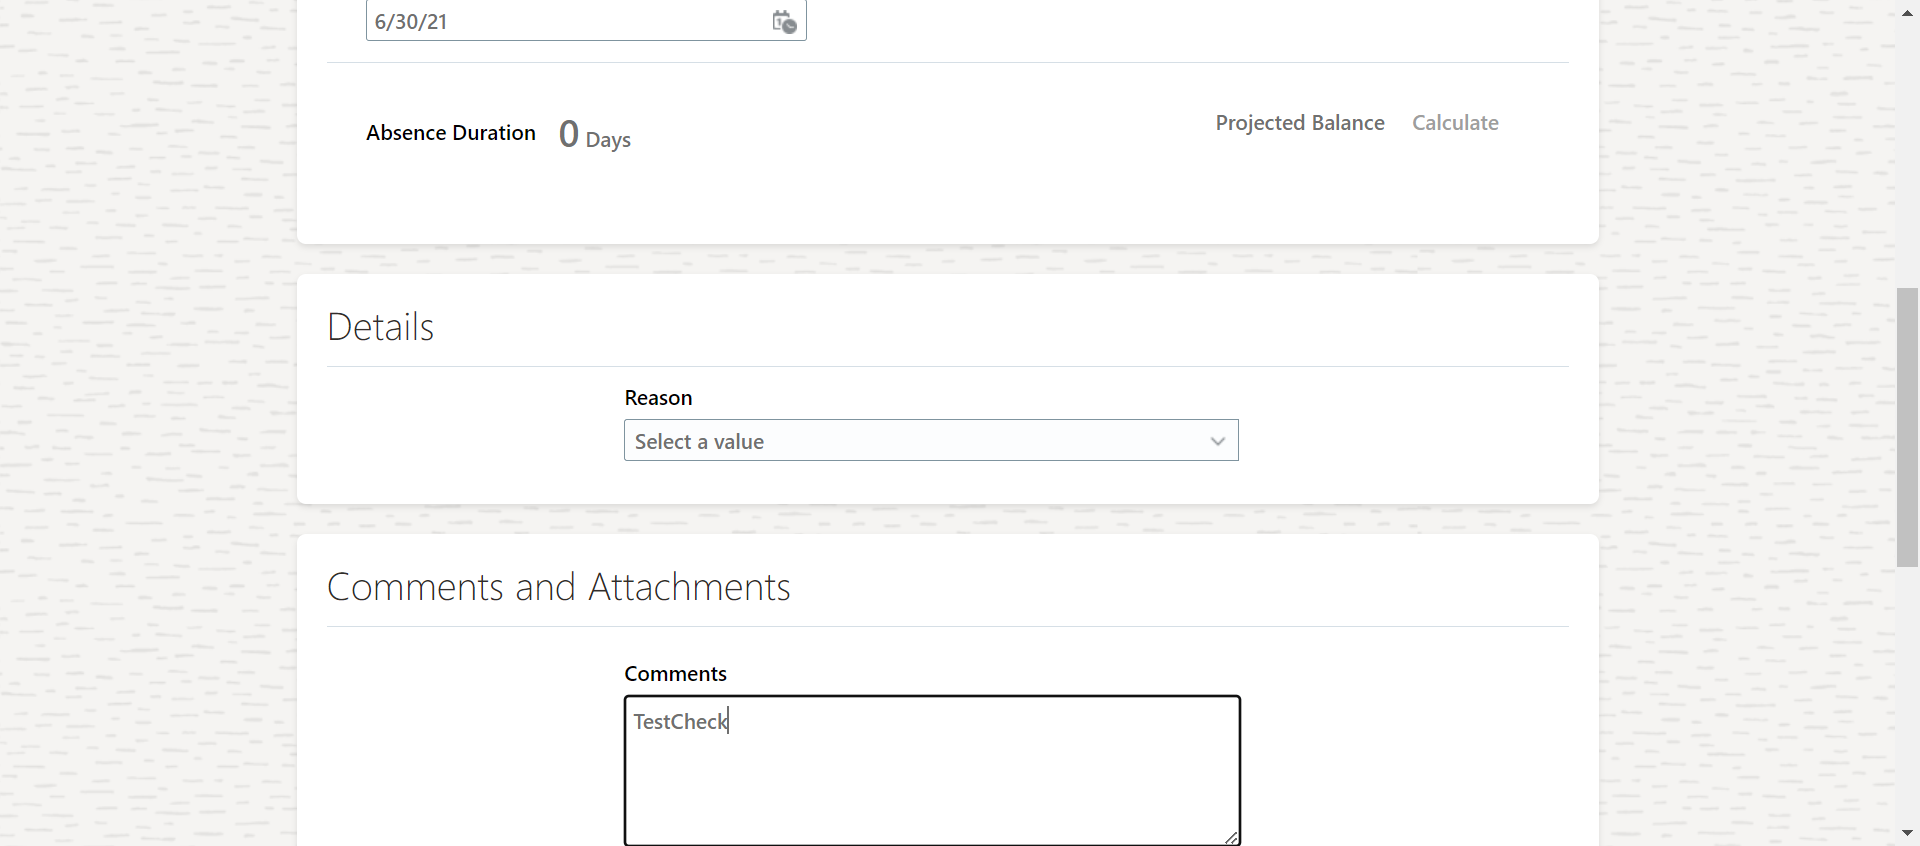 6/30/21
Absence Duration 0 Days
Projected Balance Calculate
Details
Reason
Select a value
Comments and Attachments
Comments
TestCheck